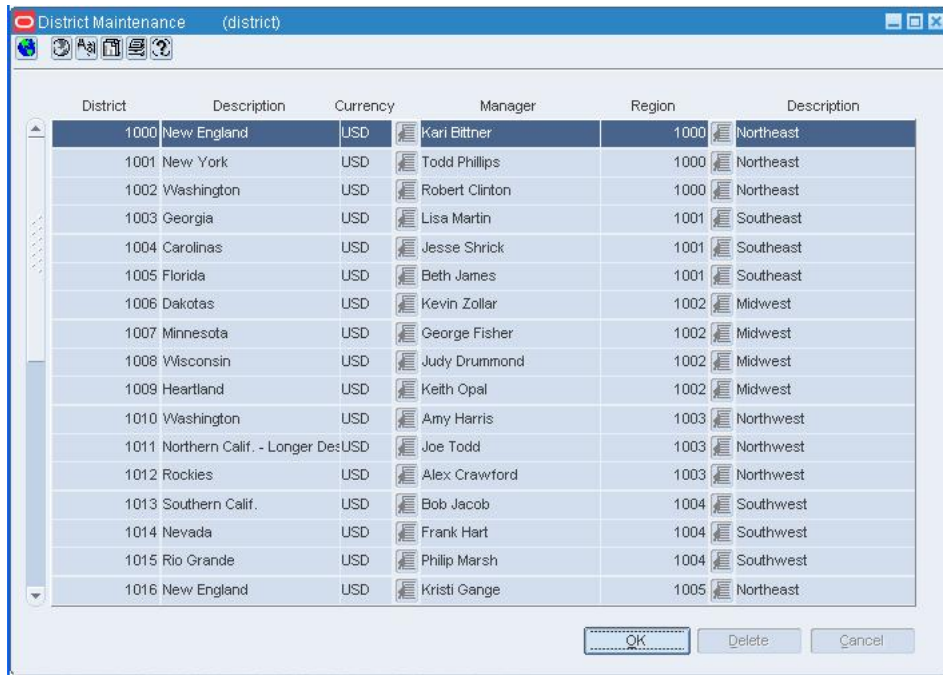 District Maintenance (district)
District Description Currency Manager Region Description
1000 New England USD Kari Bittner 1000 Northeast
1001 New York USD Todd Phillips 1000 Northeast
1002 Washington USD Robert Clinton 1000 Northeast
1003 Georgia USD Lisa Martin 1001 Southeast
1004 Carolinas USD Jesse Shrick 1001 Southeast
1005 Florida USD Beth James 1001 Southeast
1006 Dakotas USD Kevin Zollar 1002 Midwest
1007 Minnesota USD George Fisher 1002 Midwest
1008 Wisconsin USD Judy Drummond 1002 Midwest
1009 Heartland USD Keith Opal 1002 Midwest
1010 Washington USD Amy Harris 1003 Northwest
1011 Northern Calif. - Longer Des USD Joe Todd 1003 Northwest
1012 Rockies USD Alex Crawford 1003 Northwest
1013 Southern Calif. USD Bob Jacob 1004 Southwest
1014 Nevada USD Frank Hart 1004 Southwest
1015 Rio Grande USD Philip Marsh 1004 Southwest
1016 New England USD Kristi Gange 1005 Northeast
OK Delete Cancel